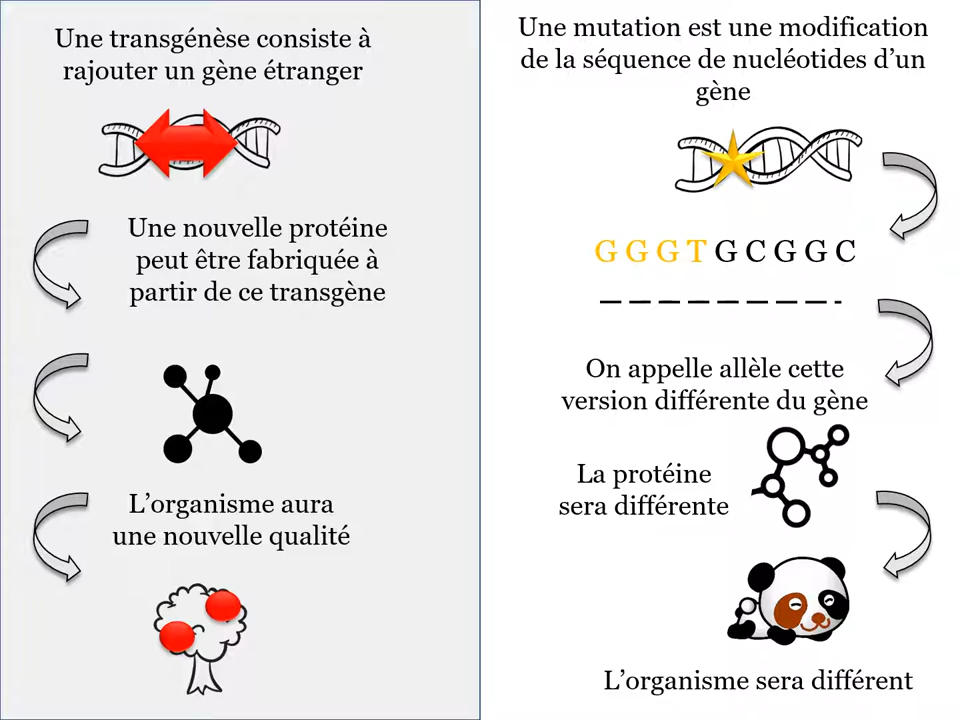 Une transgénèse consiste à
rajouter un gène étranger
Une nouvelle protéine
peut être fabriquée à
partir de ce transgène
L’organisme aura
une nouvelle qualité
Une mutation est une modification
de la séquence de nucléotides d’un
gène
G G G T G C G G C
On appelle allèle cette
version différente du gène
La protéine
sera différente
L’organisme sera différent